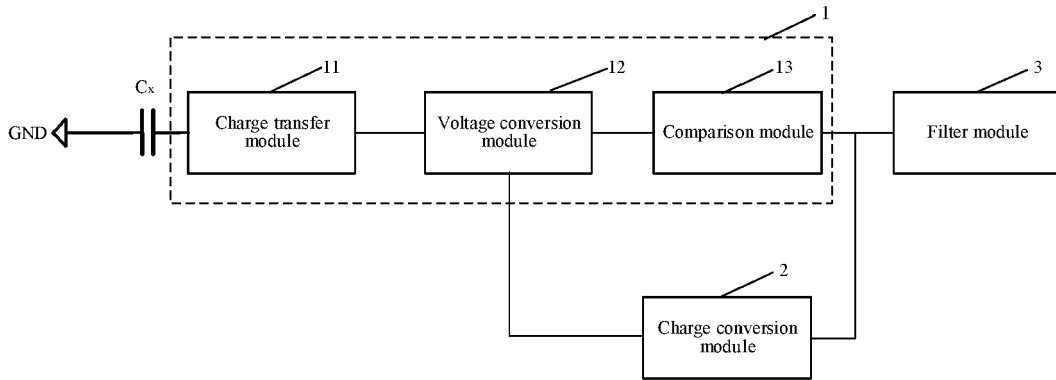 1
11
12
13
3
Cx
GND
Charge transfer
module
Voltage conversion
module
Comparison module
Filter module
2
Charge conversion
module